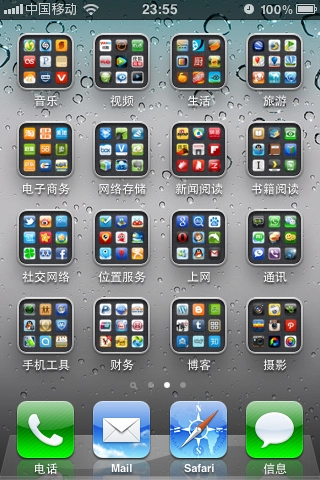 中国移动 23:55 100%
音乐 视频 生活 旅游
电子商务 网络存储 新闻阅读 书籍阅读
社交网络 位置服务 上网 通讯
手机工具 财务 博客 摄影
电话 Mail Safari 信息